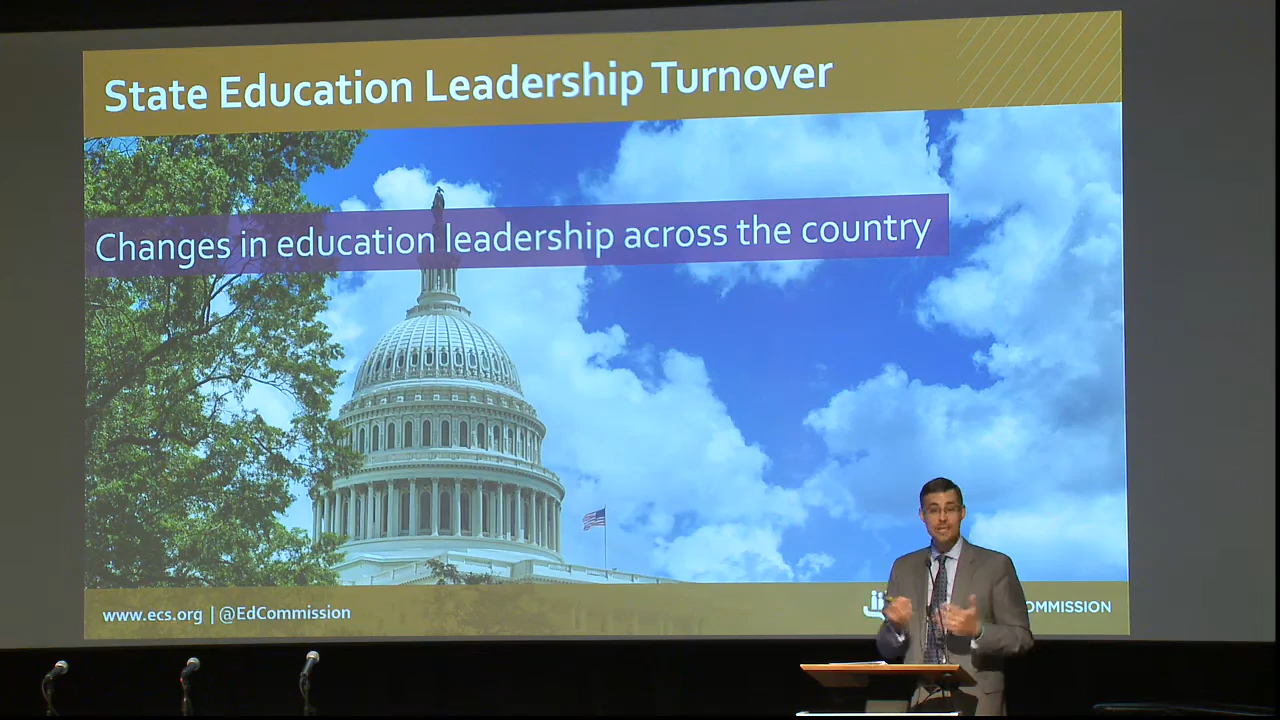 State Education Leadership Turnover
Changes in education leadership across the country
www.ecs.org | @EdCommission
OMMISSION